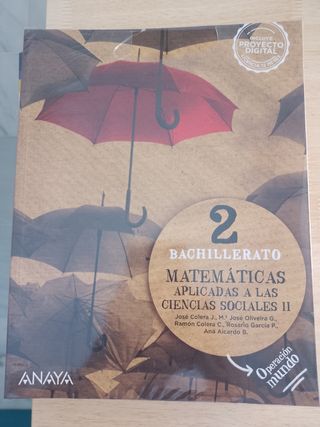 INCLUYE
PROYECTO
DIGITAL
2
BACHILLERATO
MATEMÁTICAS
APLICADAS A LAS
CIENCIAS SOCIALES II
José Colera J., M.ª José Oliveira G.,
Ramón Colera C., Rosario García P.,
Ana Aicardo B.
Operación
mundo
ANAYA